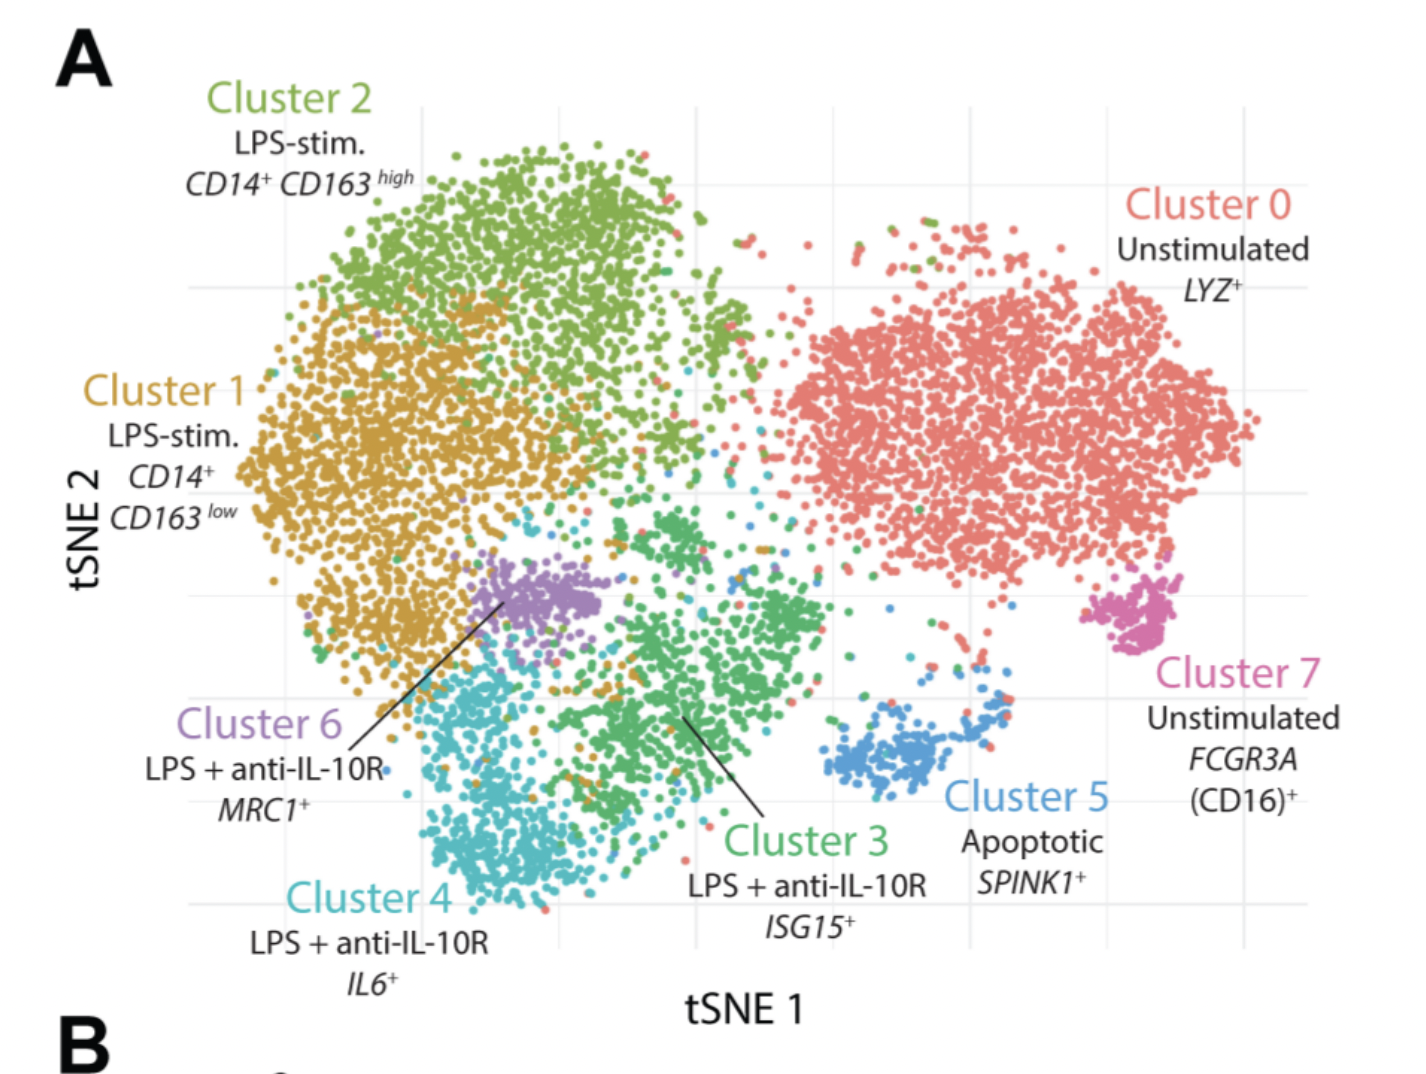 A
Cluster 2
LPS-stim.
CD14+ CD163 high
Cluster 0
Unstimulated
LYZ+
Cluster 1
LPS-stim.
CD14+
CD163 low
tSNE 2
Cluster 7
Unstimulated
FCGR3A
(CD16)+
Cluster 6
LPS + anti-IL-10R
MRC1+
Cluster 5
Apoptotic
SPINK1+
Cluster 3
LPS + anti-IL-10R
ISG15+
Cluster 4
LPS + anti-IL-10R
IL6+
tSNE 1
B